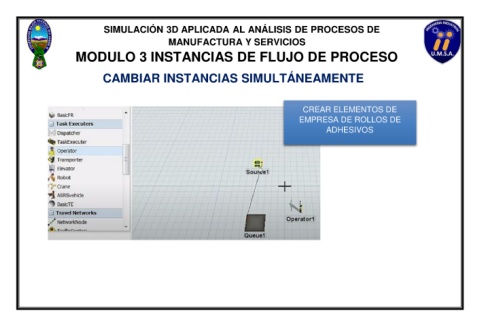 SIMULACIÓN 3D APLICADA AL ANÁLISIS DE PROCESOS DE
MANUFACTURA Y SERVICIOS
MODULO 3 INSTANCIAS DE FLUJO DE PROCESO
U.M.S.A.
CAMBIAR INSTANCIAS SIMULTÁNEAMENTE
CREAR ELEMENTOS DE
EMPRESA DE ROLLOS DE
ADHESIVOS
BasicFR
Task Executers
Dispatcher
TaskExecuter
Operator
Transporter
Elevator
Robot
Crane
ASRSvehicle
BasicTE
Travel Networks
NetworkNode
Source1
Operator1
Queue1